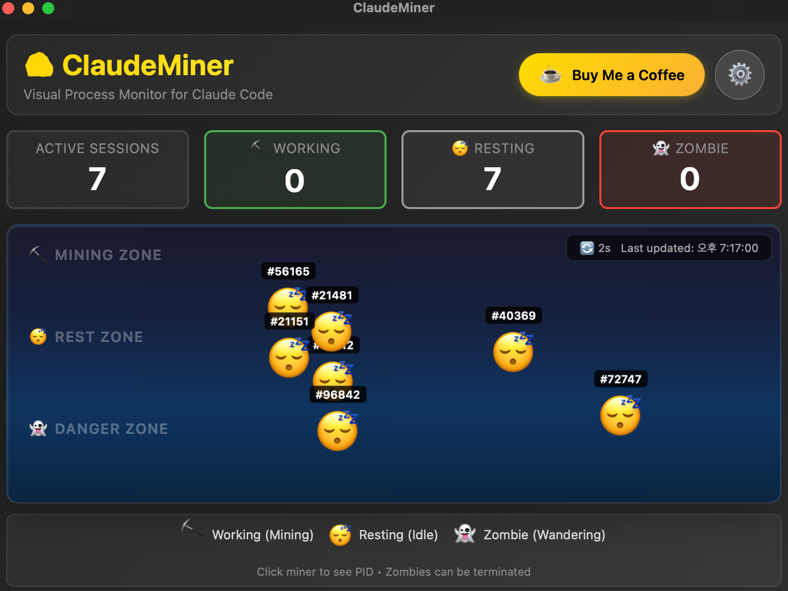 ClaudeMiner
ClaudeMiner
Visual Process Monitor for Claude Code
Buy Me a Coffee
ACTIVE SESSIONS
7
WORKING
0
RESTING
7
ZOMBIE
0
MINING ZONE
2s Last updated: 오후 7:17:00
#56165
#21481
#21151
#40369
REST ZONE
#72747
#96842
DANGER ZONE
Working (Mining)
Resting (Idle)
Zombie (Wandering)
Click miner to see PID • Zombies can be terminated